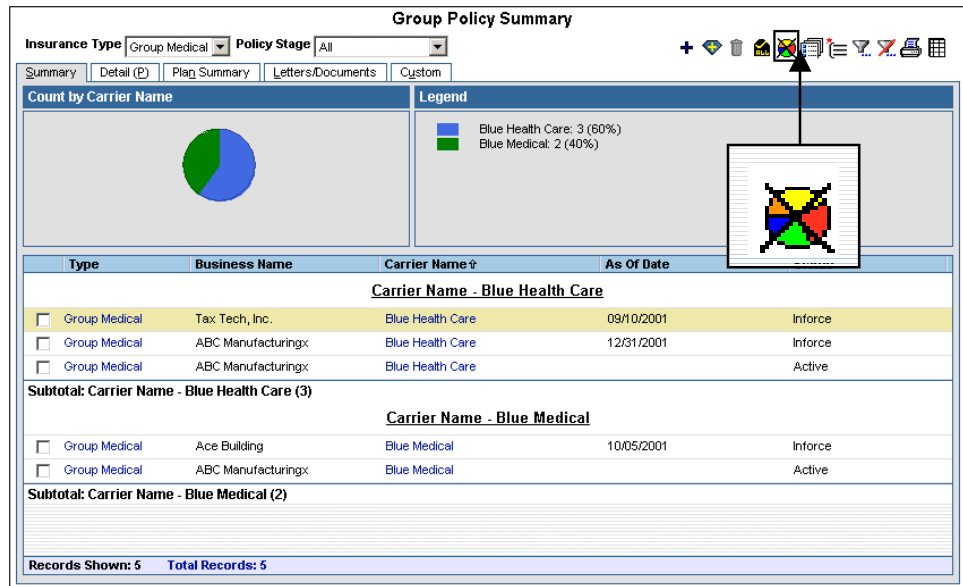 Group Policy Summary
Insurance Type Group Medical Policy Stage All
Summary Detail (P) Plan Summary Letters/Documents Custom
Count by Carrier Name Legend
Blue Health Care: 3 (60%)
Blue Medical: 2 (40%)
Type Business Name Carrier Name⇧ As Of Date
Carrier Name - Blue Health Care
Group Medical Tax Tech, Inc. Blue Health Care 09/10/2001 Inforce
Group Medical ABC Manufacturingx Blue Health Care 12/31/2001 Inforce
Group Medical ABC Manufacturingx Blue Health Care Active
Subtotal: Carrier Name - Blue Health Care (3)
Carrier Name - Blue Medical
Group Medical Ace Building Blue Medical 10/05/2001 Inforce
Group Medical ABC Manufacturingx Blue Medical Active
Subtotal: Carrier Name - Blue Medical (2)
Records Shown: 5 Total Records: 5